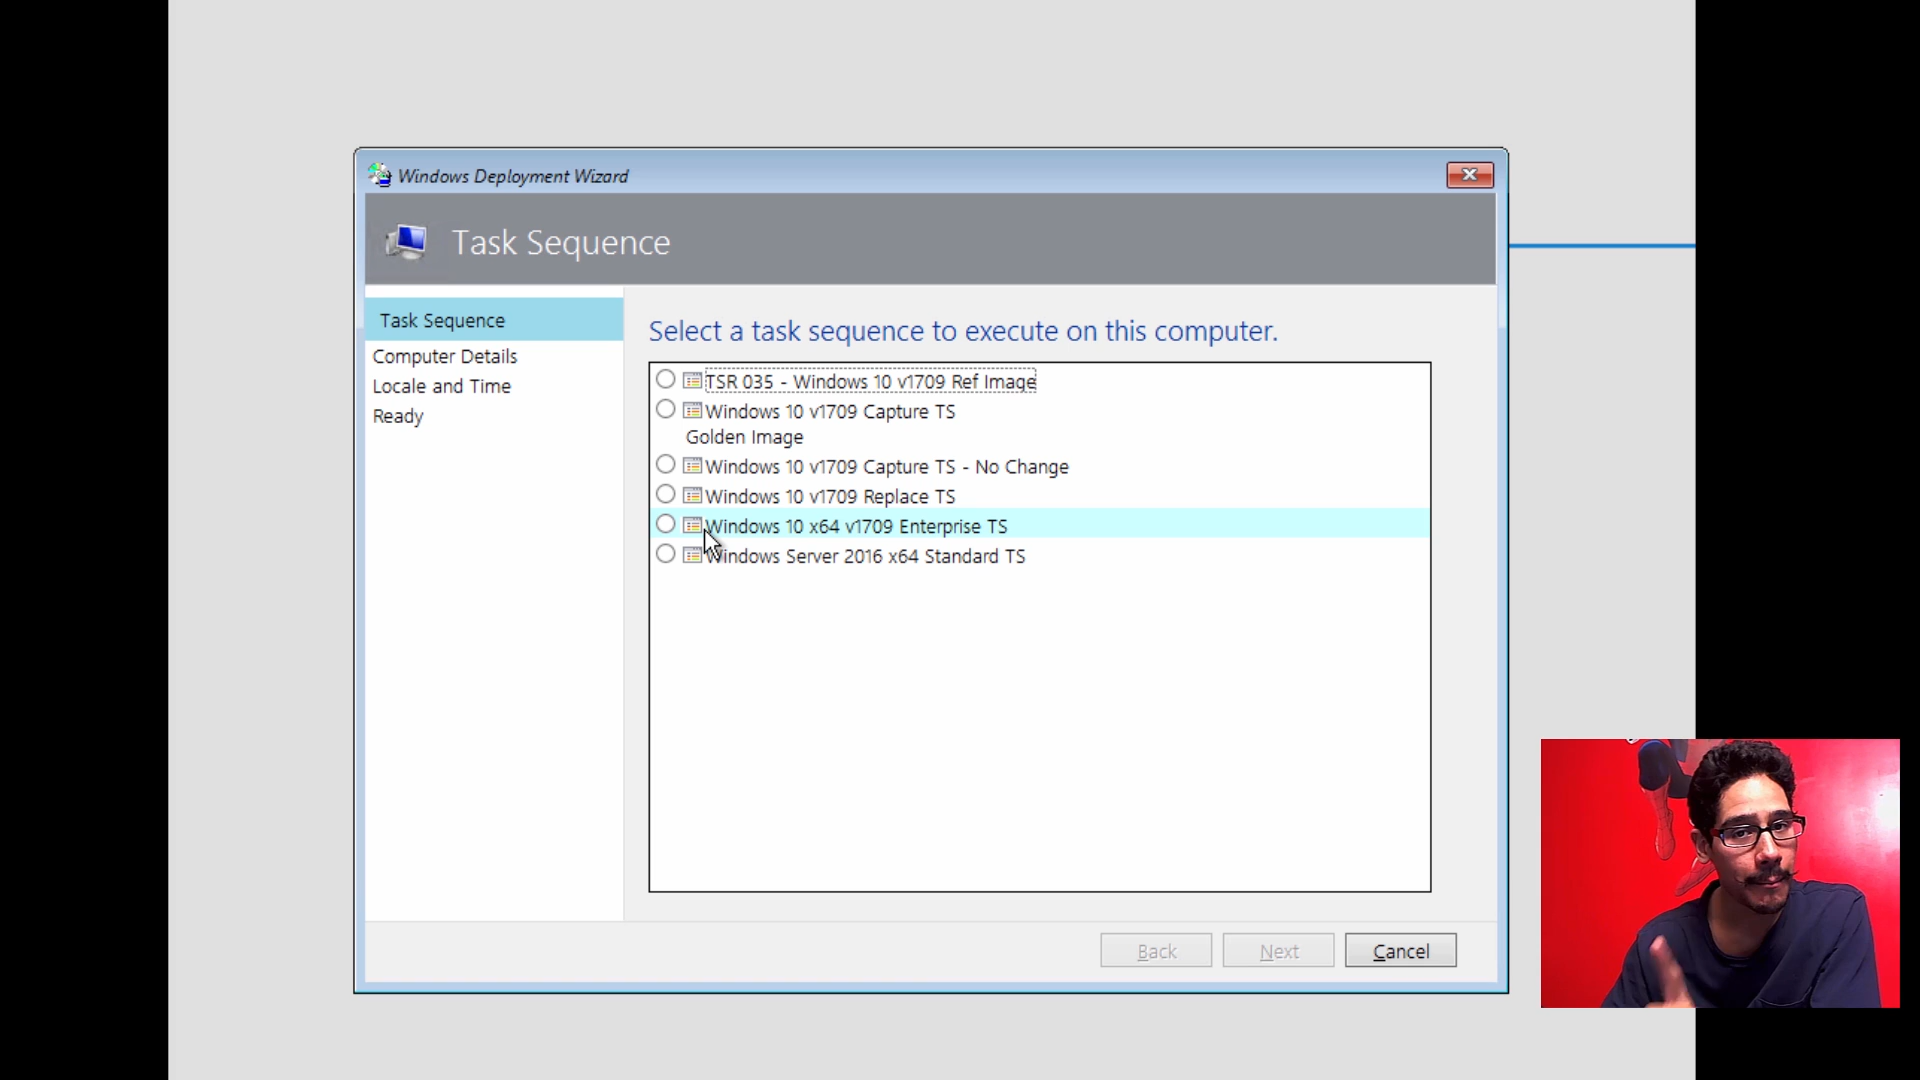 Windows Deployment Wizard
Task Sequence
Task Sequence
Computer Details
Locale and Time
Ready
Select a task sequence to execute on this computer.
TSR 035 - Windows 10 v1709 Ref Image
Windows 10 v1709 Capture TS
Golden Image
Windows 10 v1709 Capture TS - No Change
Windows 10 v1709 Replace TS
Windows 10 x64 v1709 Enterprise TS
Windows Server 2016 x64 Standard TS
Back
Next
Cancel